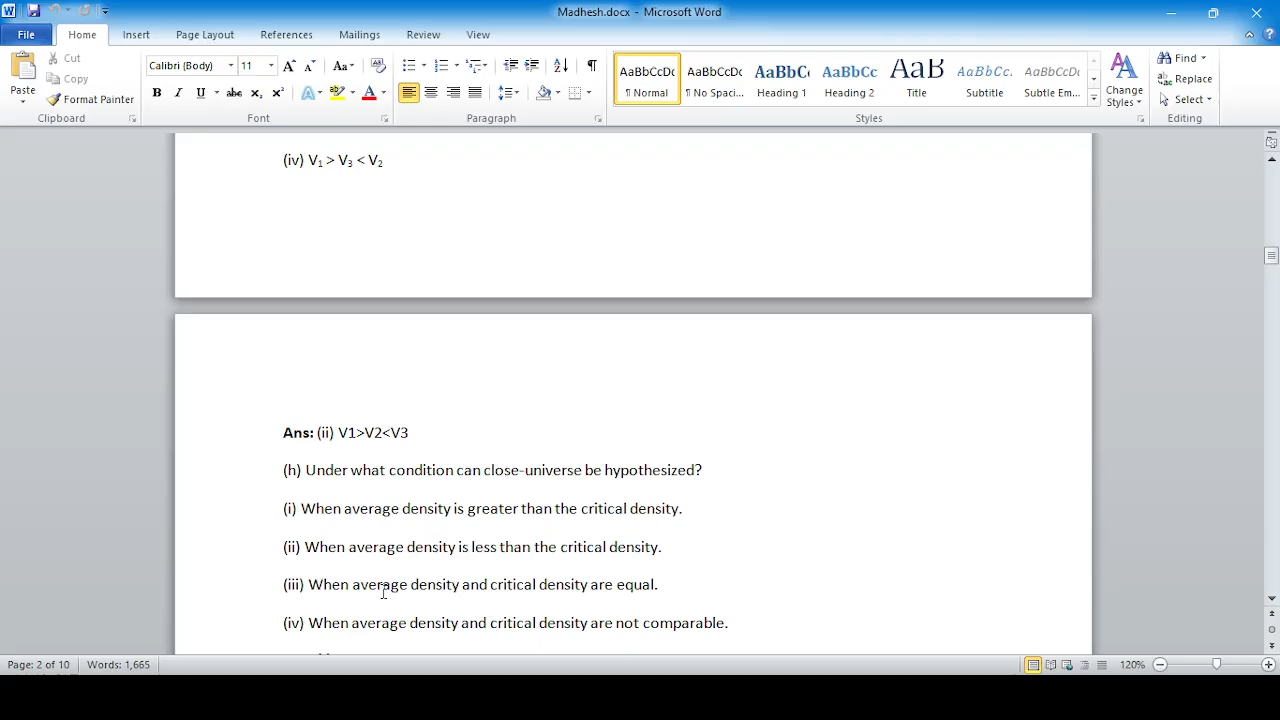 Madhesh.docx - Microsoft Word
File Home Insert Page Layout References Mailings Review View
Paste
Cut
Copy
Format Painter
Clipboard
Calibri (Body) 11
Font
Paragraph
AaBbCcDc AaBbCcDc AaBbC AaBbCc AaB AaBbCc. AaBbCcDc
¶ Normal ¶ No Spaci... Heading 1 Heading 2 Title Subtitle Subtle Em...
Styles
Change
Styles
Find
Replace
Select
Editing
(iv) V₁ > V₃ < V₂
Ans: (ii) V1>V2<V3
(h) Under what condition can close-universe be hypothesized?
(i) When average density is greater than the critical density.
(ii) When average density is less than the critical density.
(iii) When average density and critical density are equal.
(iv) When average density and critical density are not comparable.
Page: 2 of 10 Words: 1,665 120%